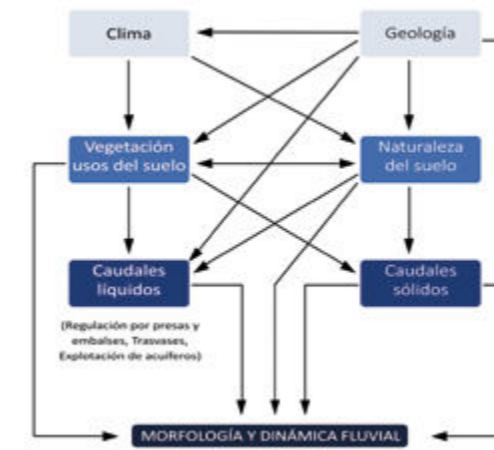 Clima
Geología
Vegetación
usos del suelo
Naturaleza
del suelo
Caudales
líquidos
Caudales
sólidos
(Regulación por presas y
embalses, Trasvases,
Explotación de acuíferos)
MORFOLOGÍA Y DINÁMICA FLUVIAL